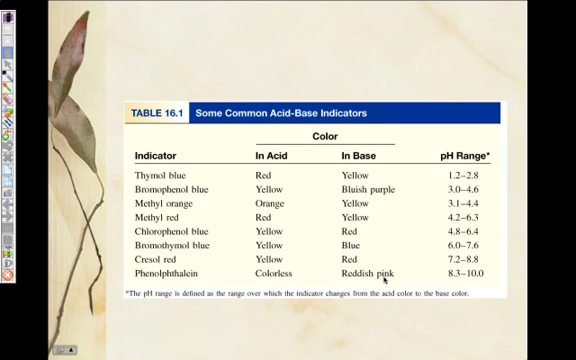 TABLE 16.1 Some Common Acid-Base Indicators
Color
Indicator In Acid In Base pH Range*
Thymol blue Red Yellow 1.2–2.8
Bromophenol blue Yellow Bluish purple 3.0–4.6
Methyl orange Orange Yellow 3.1–4.4
Methyl red Red Yellow 4.2–6.3
Chlorophenol blue Yellow Red 4.8–6.4
Bromothymol blue Yellow Blue 6.0–7.6
Cresol red Yellow Red 7.2–8.8
Phenolphthalein Colorless Reddish pink 8.3–10.0
*The pH range is defined as the range over which the indicator changes from the acid color to the base color.